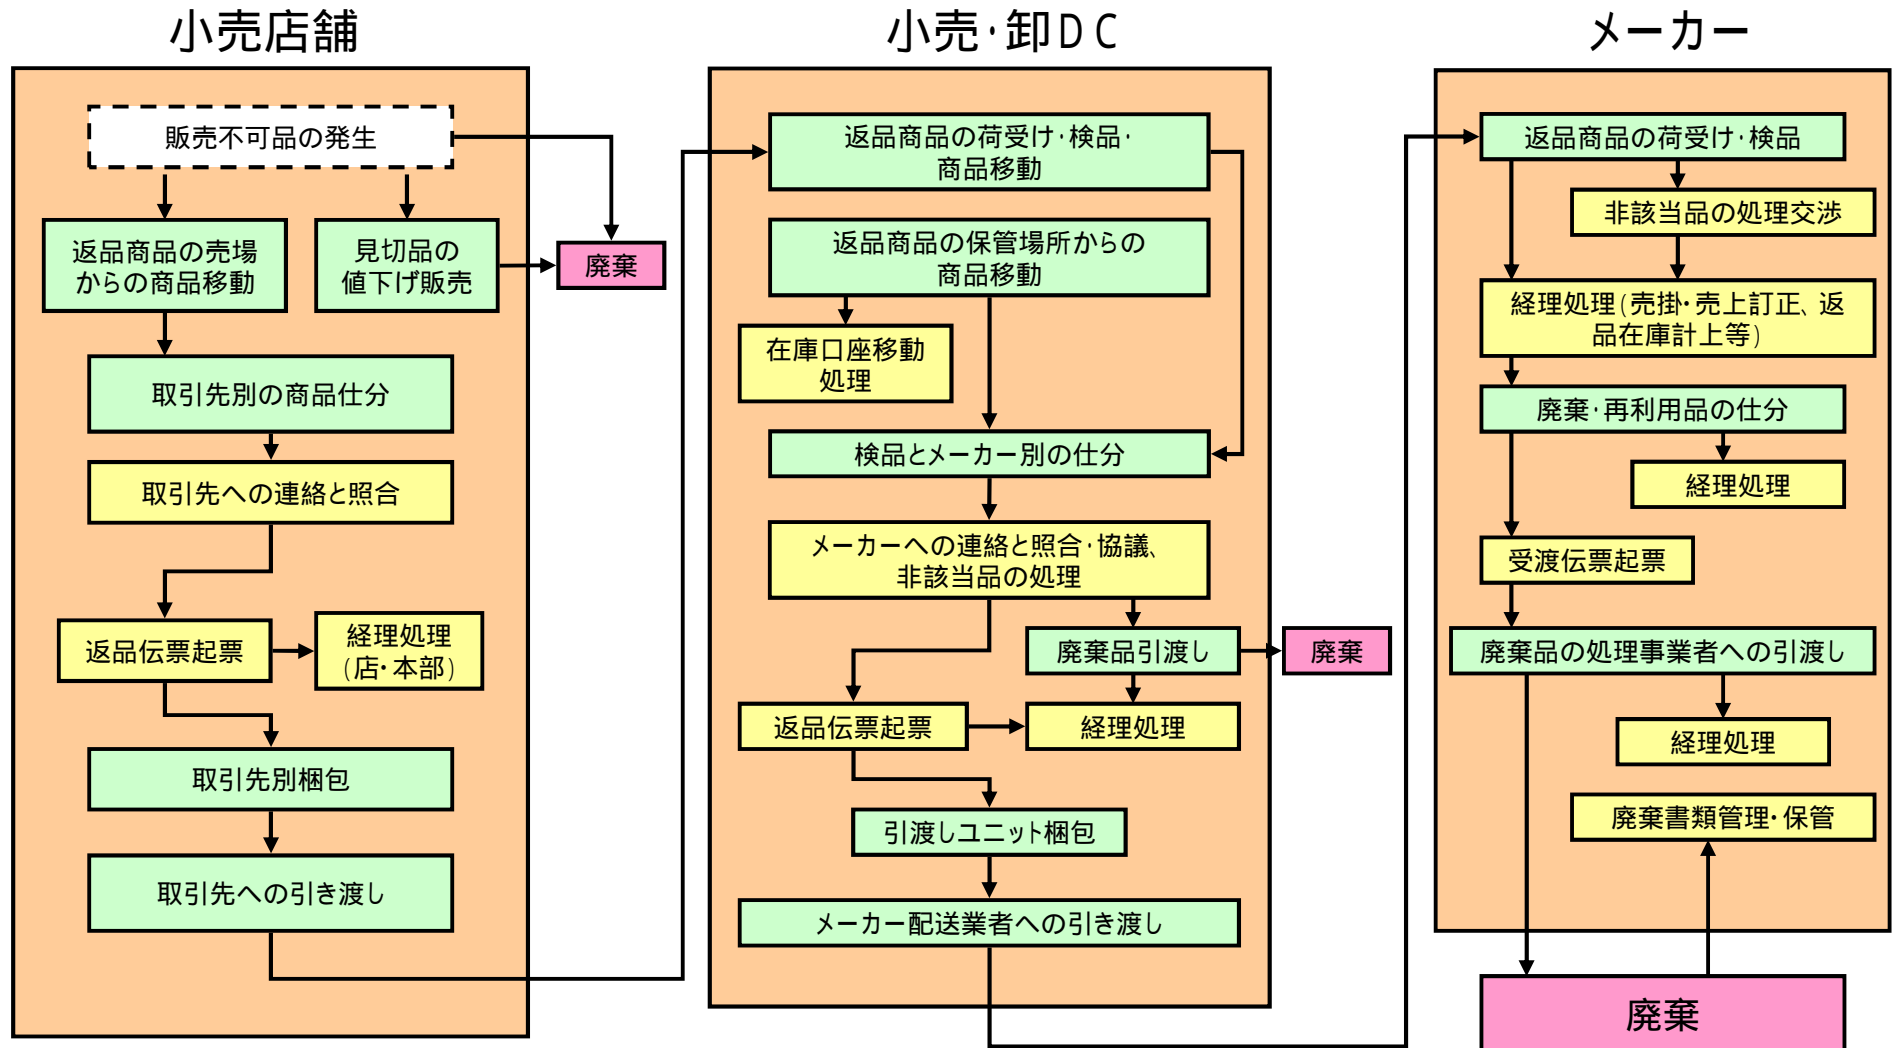 小売店舗
販売不可品の発生
返品商品の売場
からの商品移動
見切品の
値下げ販売
廃棄
取引先別の商品仕分
取引先への連絡と照合
返品伝票起票
経理処理
(店・本部)
取引先別梱包
取引先への引き渡し
小売・卸DC
返品商品の荷受け・検品・
商品移動
返品商品の保管場所からの
商品移動
在庫口座移動
処理
検品とメーカー別の仕分
メーカーへの連絡と照合・協議、
非該当品の処理
廃棄品引渡し
廃棄
返品伝票起票
経理処理
引渡しユニット梱包
メーカー配送業者への引き渡し
メーカー
返品商品の荷受け・検品
非該当品の処理交渉
経理処理(売掛・売上訂正、返
品在庫計上等)
廃棄・再利用品の仕分
経理処理
受渡伝票起票
廃棄品の処理事業者への引渡し
経理処理
廃棄書類管理・保管
廃棄